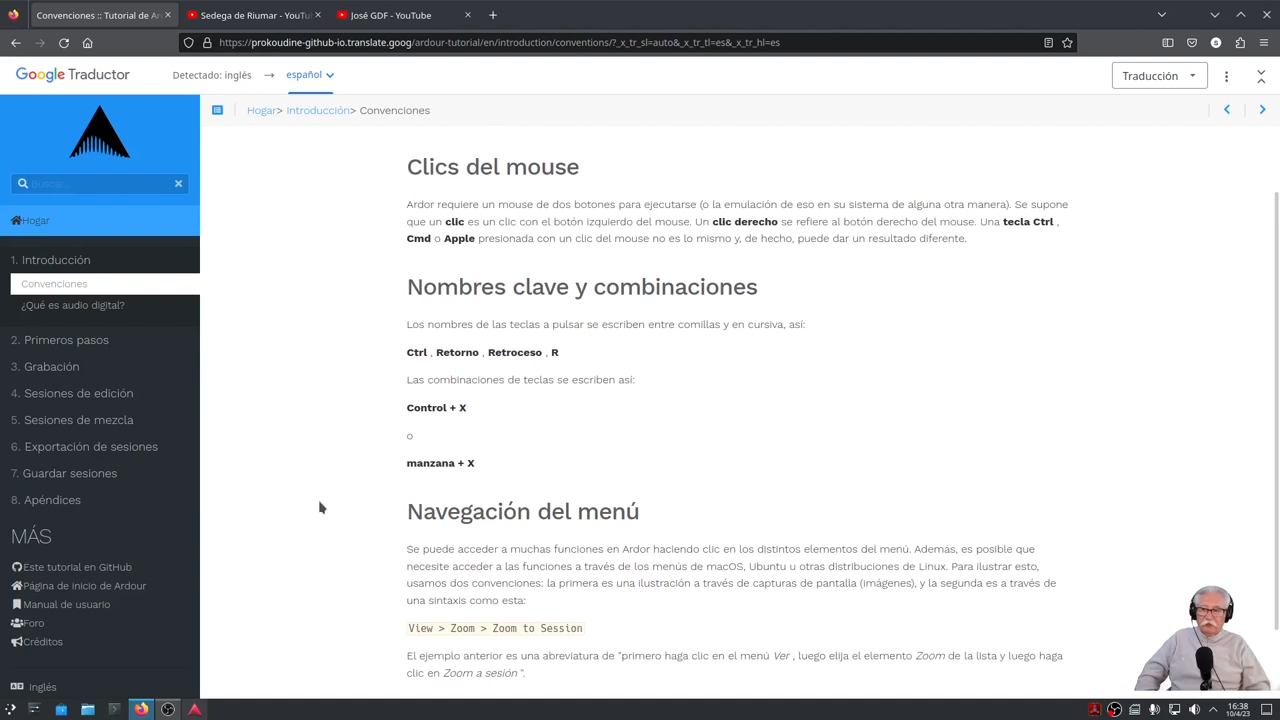 Convenciones :: Tutorial de Ar
Sedega de Riumar - YouTu
José GDF - YouTube
https://prokoudine-github-io.translate.goog/ardour-tutorial/en/introduction/conventions/?_x_tr_sl=auto&_x_tr_tl=es&_x_tr_hl=es
Google Traductor
Detectado: inglés → español
Traducción
Hogar> Introducción> Convenciones
Buscar...
Hogar
1. Introducción
Convenciones
¿Qué es audio digital?
2. Primeros pasos
3. Grabación
4. Sesiones de edición
5. Sesiones de mezcla
6. Exportación de sesiones
7. Guardar sesiones
8. Apéndices
MÁS
Este tutorial en GitHub
Página de inicio de Ardour
Manual de usuario
Foro
Créditos
Inglés
Clics del mouse
Ardor requiere un mouse de dos botones para ejecutarse (o la emulación de eso en su sistema de alguna otra manera). Se supone
que un clic es un clic con el botón izquierdo del mouse. Un clic derecho se refiere al botón derecho del mouse. Una tecla Ctrl ,
Cmd o Apple presionada con un clic del mouse no es lo mismo y, de hecho, puede dar un resultado diferente.
Nombres clave y combinaciones
Los nombres de las teclas a pulsar se escriben entre comillas y en cursiva, así:
Ctrl , Retorno , Retroceso , R
Las combinaciones de teclas se escriben así:
Control + X
o
manzana + X
Navegación del menú
Se puede acceder a muchas funciones en Ardor haciendo clic en los distintos elementos del menú. Además, es posible que
necesite acceder a las funciones a través de los menús de macOS, Ubuntu u otras distribuciones de Linux. Para ilustrar esto,
usamos dos convenciones: la primera es una ilustración a través de capturas de pantalla (imágenes), y la segunda es a través de
una sintaxis como esta:
View > Zoom > Zoom to Session
El ejemplo anterior es una abreviatura de "primero haga clic en el menú Ver , luego elija el elemento Zoom de la lista y luego haga
clic en Zoom a sesión ".
16:38
10/4/23